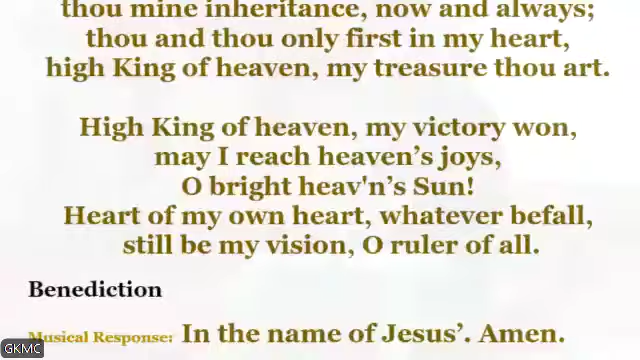 thou mine inheritance, now and always;
thou and thou only first in my heart,
high King of heaven, my treasure thou art.
High King of heaven, my victory won,
may I reach heaven’s joys,
O bright heav'n’s Sun!
Heart of my own heart, whatever befall,
still be my vision, O ruler of all.
Benediction
Musical Response: In the name of Jesus’. Amen.
GKMC